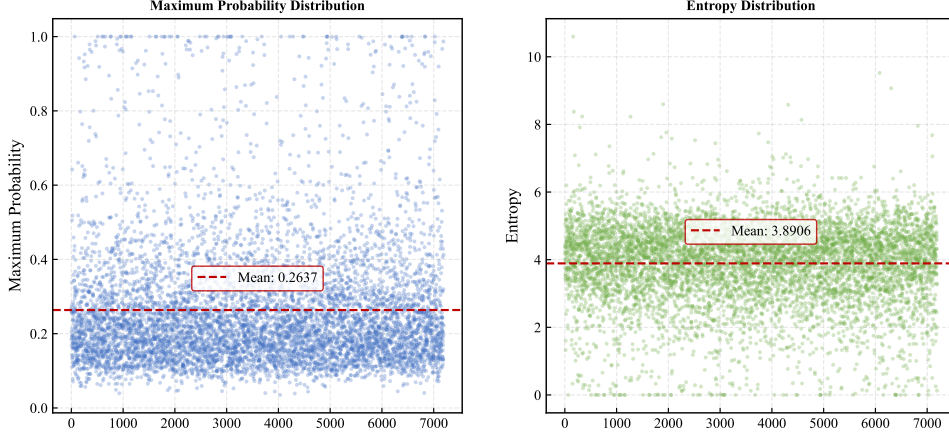 Maximum Probability Distribution
Maximum Probability
1.0
0.8
0.6
0.4
0.2
0.0
Mean: 0.2637
0 1000 2000 3000 4000 5000 6000 7000
Entropy Distribution
Entropy
10
8
6
4
2
0
Mean: 3.8906
0 1000 2000 3000 4000 5000 6000 7000